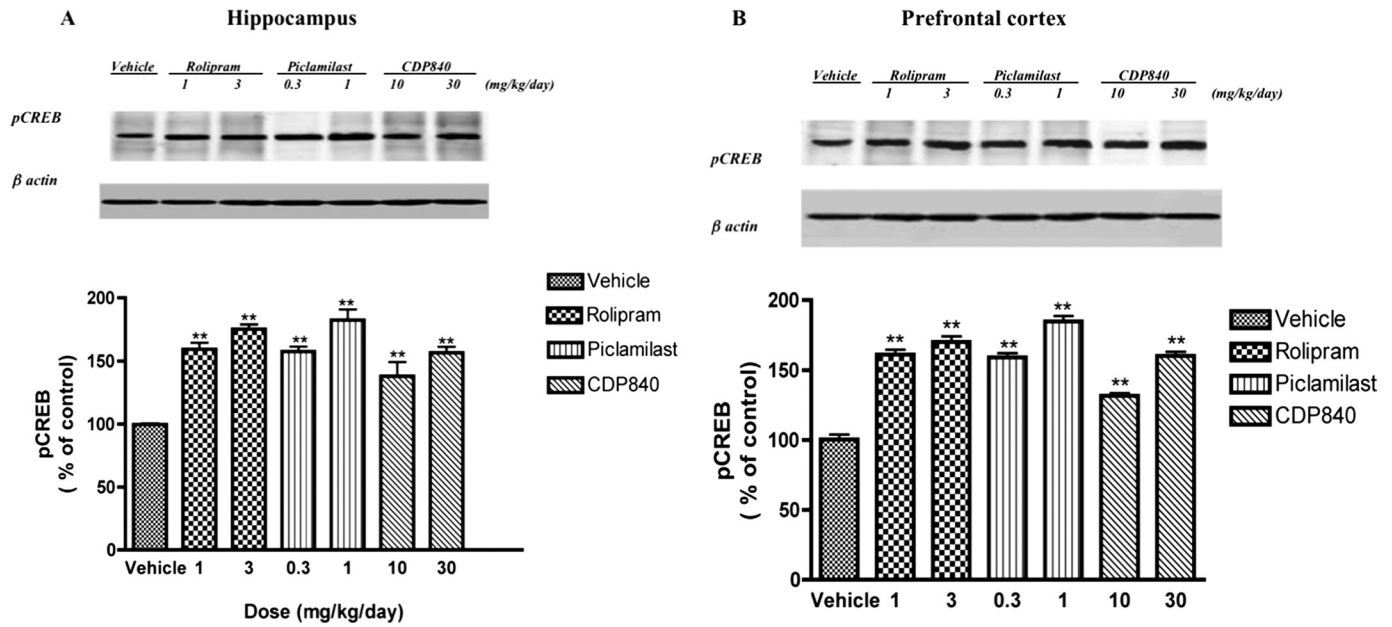 A Hippocampus
Vehicle Rolipram Piclamilast CDP840
1 3 0.3 1 10 30 (mg/kg/day)
pCREB
β actin
200
150
100
50
0
pCREB
( % of control)
** ** ** ** ** **
Vehicle 1 3 0.3 1 10 30
Dose (mg/kg/day)
Vehicle
Rolipram
Piclamilast
CDP840
B Prefrontal cortex
Vehicle Rolipram Piclamilast CDP840
1 3 0.3 1 10 30 (mg/kg/day)
pCREB
β actin
200
150
100
50
0
pCREB
( % of control)
** ** ** ** ** **
Vehicle 1 3 0.3 1 10 30
Vehicle
Rolipram
Piclamilast
CDP840